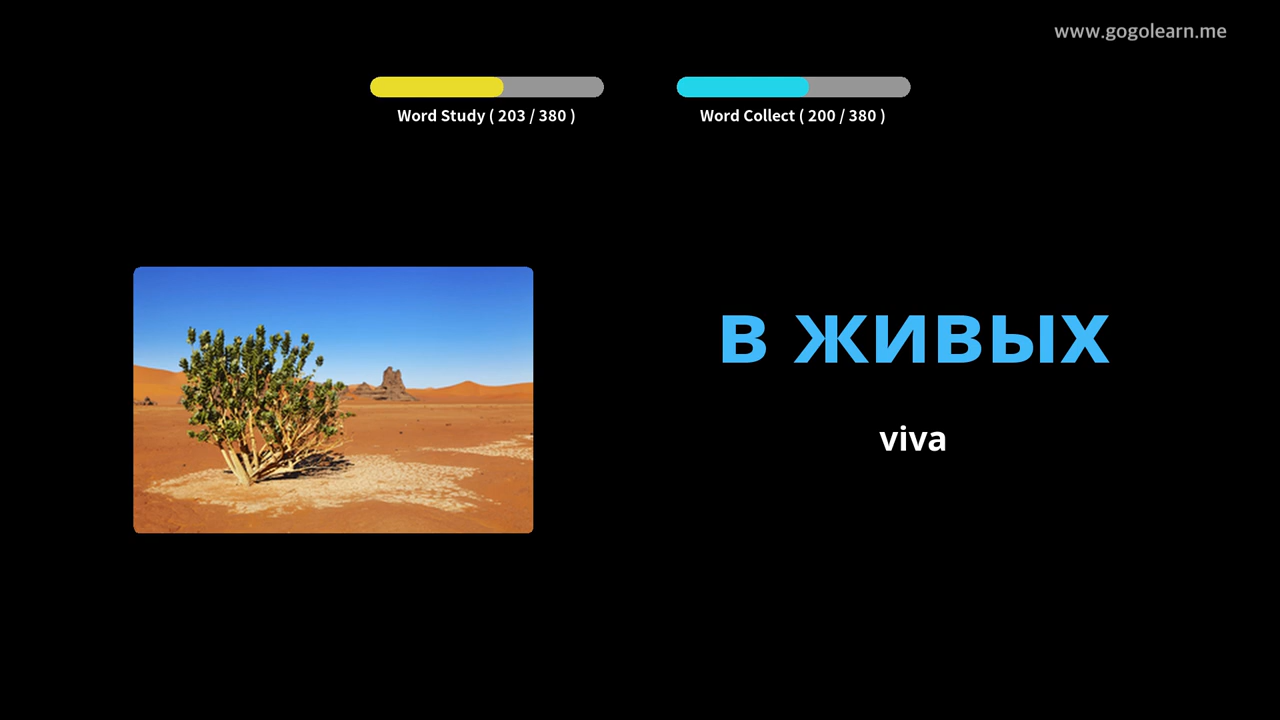 www.gogolearn.me
Word Study ( 203 / 380 )
Word Collect ( 200 / 380 )
в живых
viva